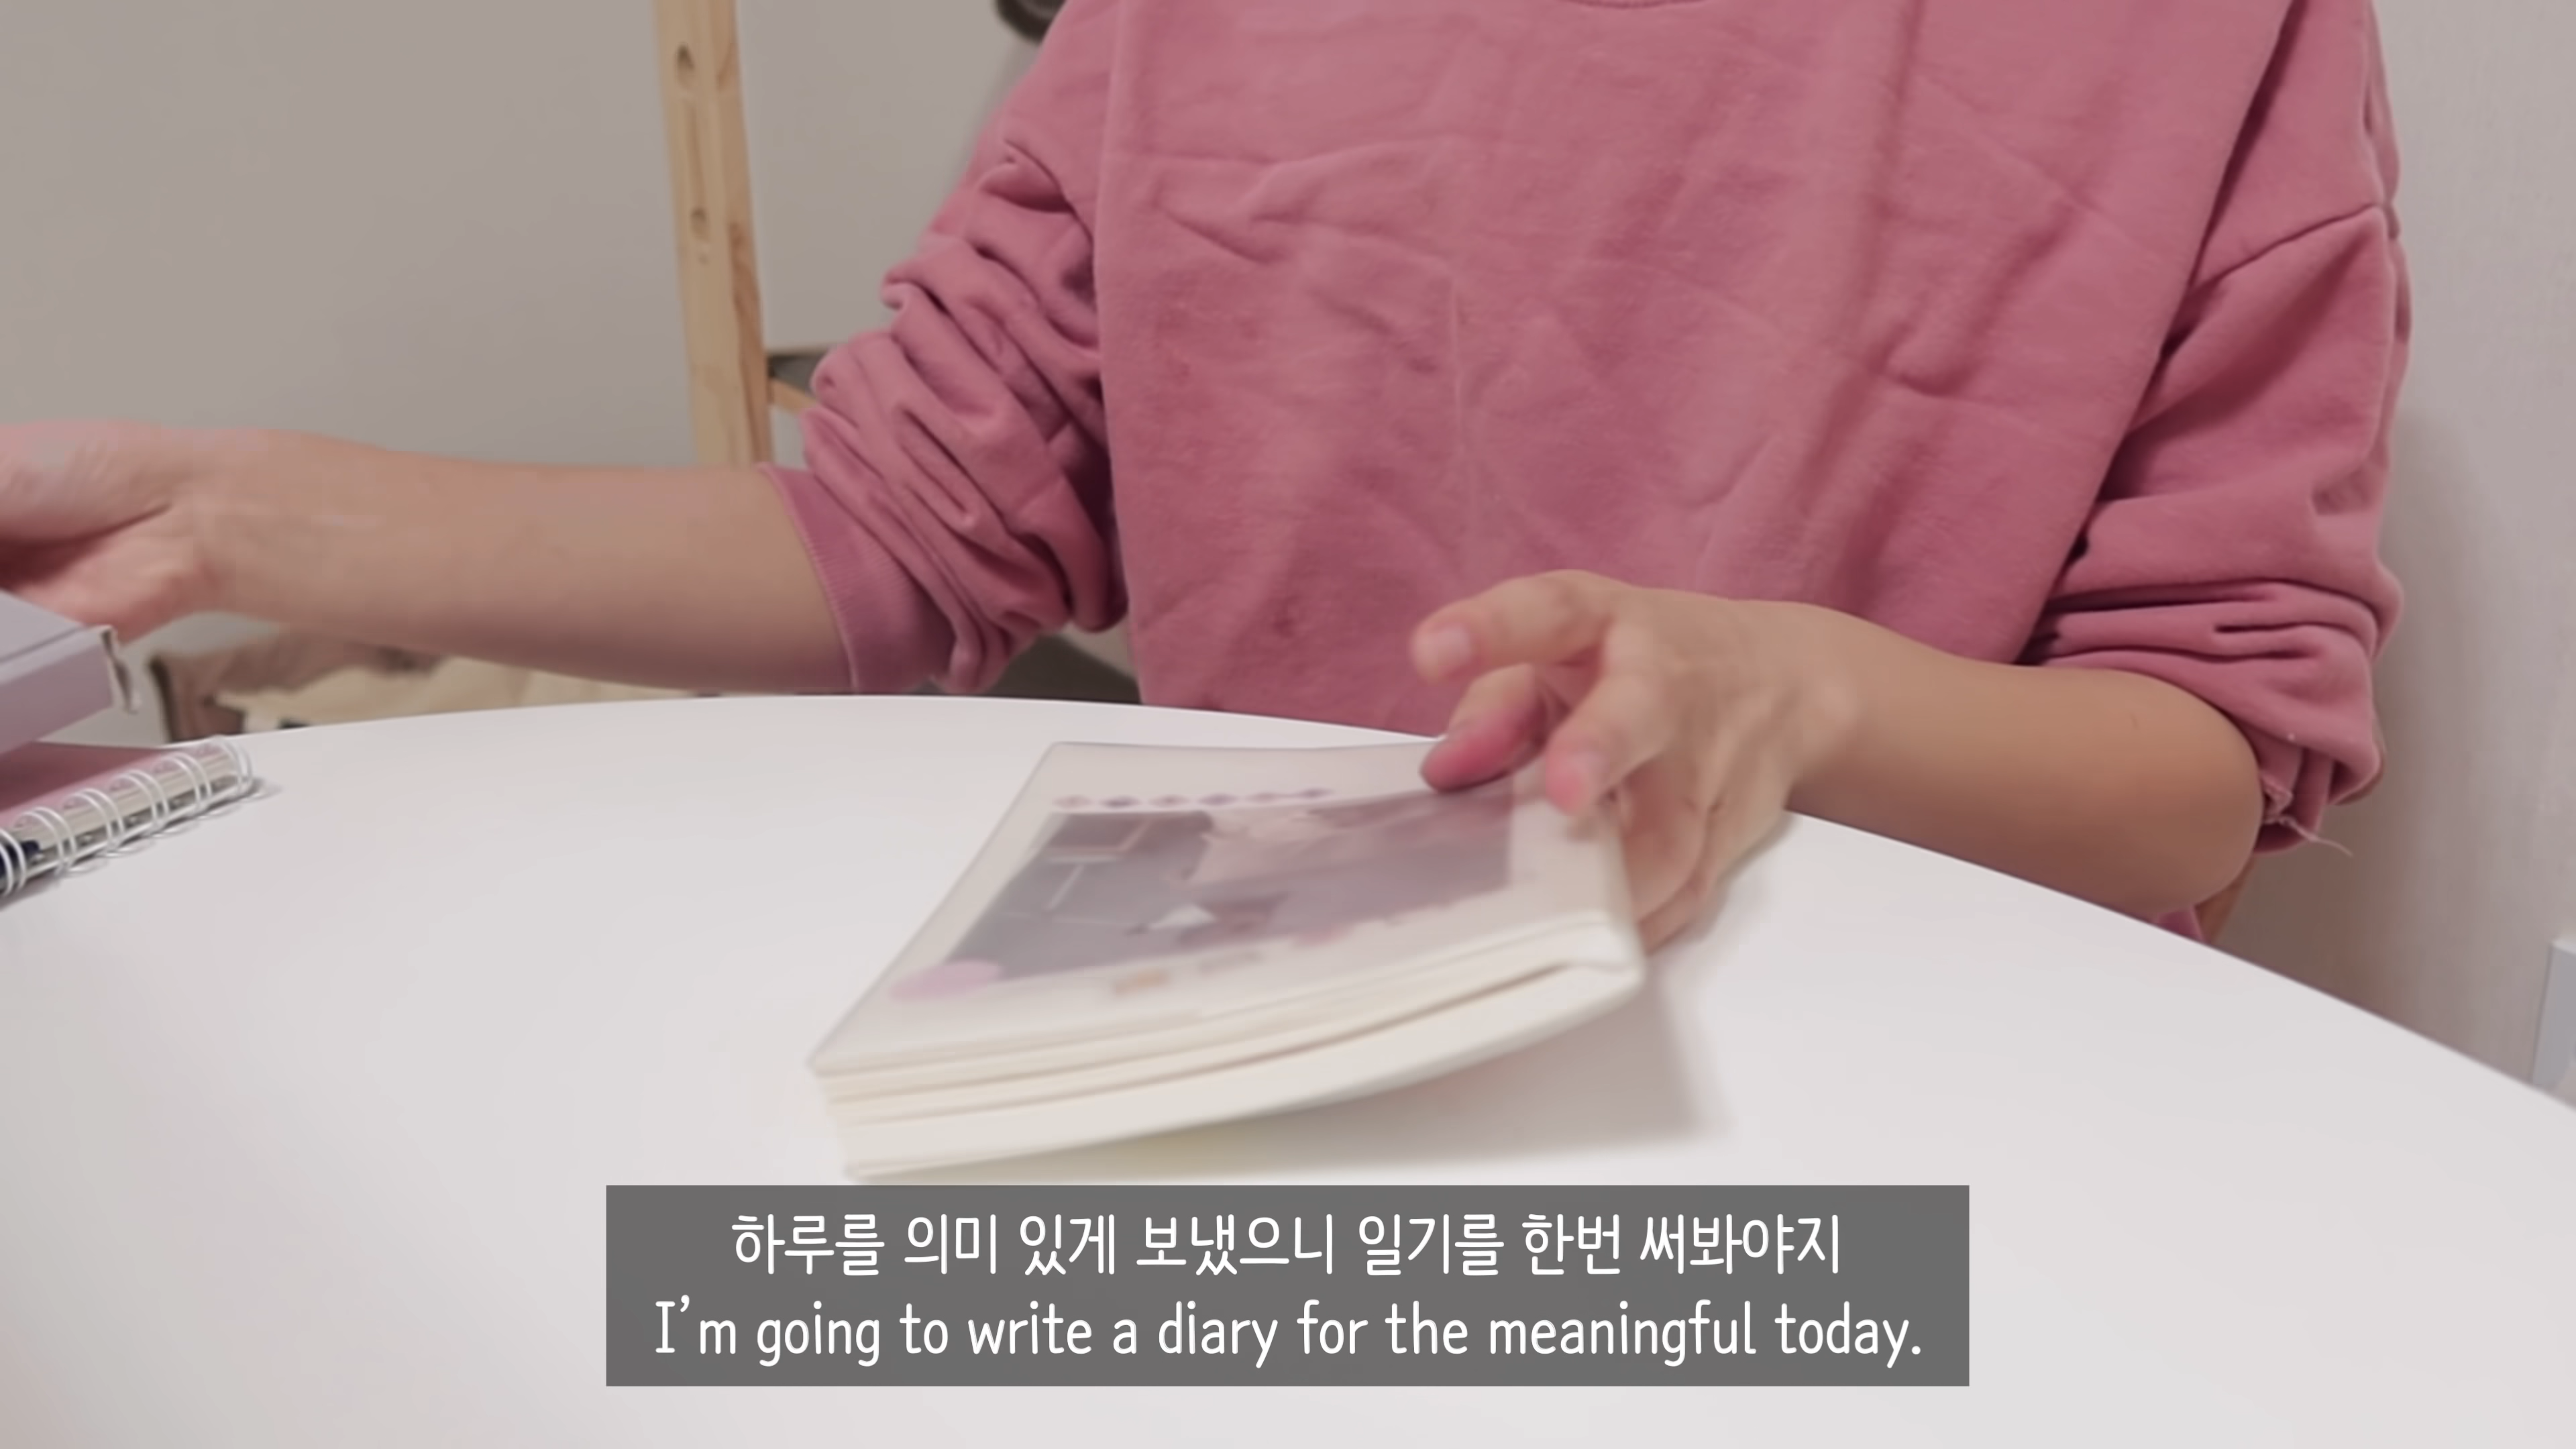 하루를 의미 있게 보냈으니 일기를 한번 써봐야지
I'm going to write a diary for the meaningful today.